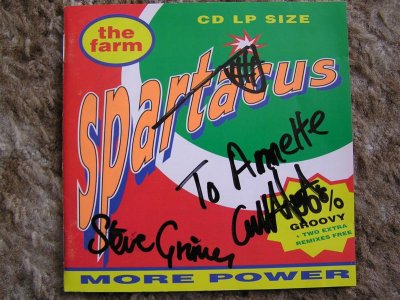 the
farm
CD LP SIZE
spartacus
To Annette
100%
GROOVY
+ TWO EXTRA
REMIXES FREE
Steve Grimes
MORE POWER